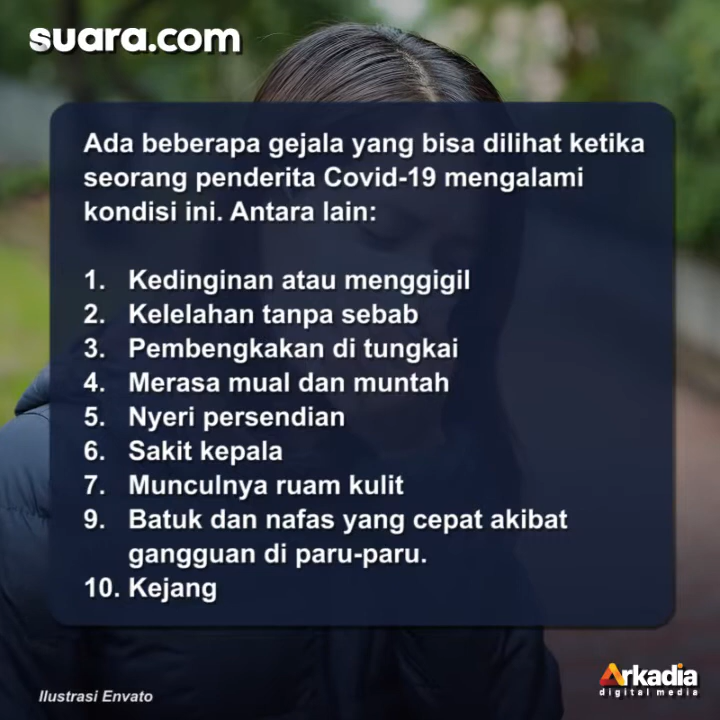 suara.com
Ada beberapa gejala yang bisa dilihat ketika
seorang penderita Covid-19 mengalami
kondisi ini. Antara lain:
1. Kedinginan atau menggigil
2. Kelelahan tanpa sebab
3. Pembengkakan di tungkai
4. Merasa mual dan muntah
5. Nyeri persendian
6. Sakit kepala
7. Munculnya ruam kulit
9. Batuk dan nafas yang cepat akibat
gangguan di paru-paru.
10. Kejang
Ilustrasi Envato
Arkadia
digital media